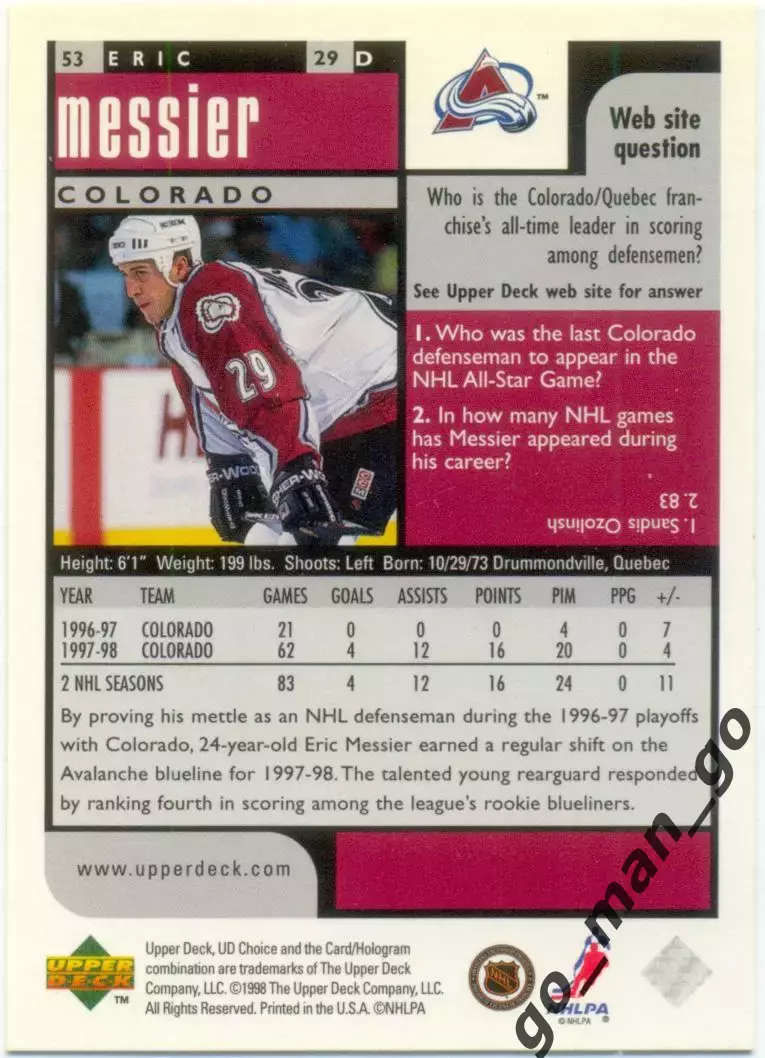 53 ERIC 29 D
messier
COLORADO
29
Web site
question
Who is the Colorado/Quebec fran-
chise's all-time leader in scoring
among defensemen?
See Upper Deck web site for answer
1. Who was the last Colorado
defenseman to appear in the
NHL All-Star Game?
2. In how many NHL games
has Messier appeared during
his career?
1. Sandis Ozolinsh
2. 83
Height: 6'1" Weight: 199 lbs. Shoots: Left Born: 10/29/73 Drummondville, Quebec
YEAR TEAM GAMES GOALS ASSISTS POINTS PIM PPG +/-
1996-97 COLORADO 21 0 0 0 4 0 7
1997-98 COLORADO 62 4 12 16 20 0 4
2 NHL SEASONS 83 4 12 16 24 0 11
By proving his mettle as an NHL defenseman during the 1996-97 playoffs
with Colorado, 24-year-old Eric Messier earned a regular shift on the
Avalanche blueline for 1997-98. The talented young rearguard responded
by ranking fourth in scoring among the league's rookie blueliners.
www.upperdeck.com
UPPER
DECK
™
Upper Deck, UD Choice and the Card/Hologram
combination are trademarks of The Upper Deck
Company, LLC. ©1998 The Upper Deck Company, LLC.
All Rights Reserved. Printed in the U.S.A. ©NHLPA
NHL
NHLPA
© NHLPA ®
go_man_go